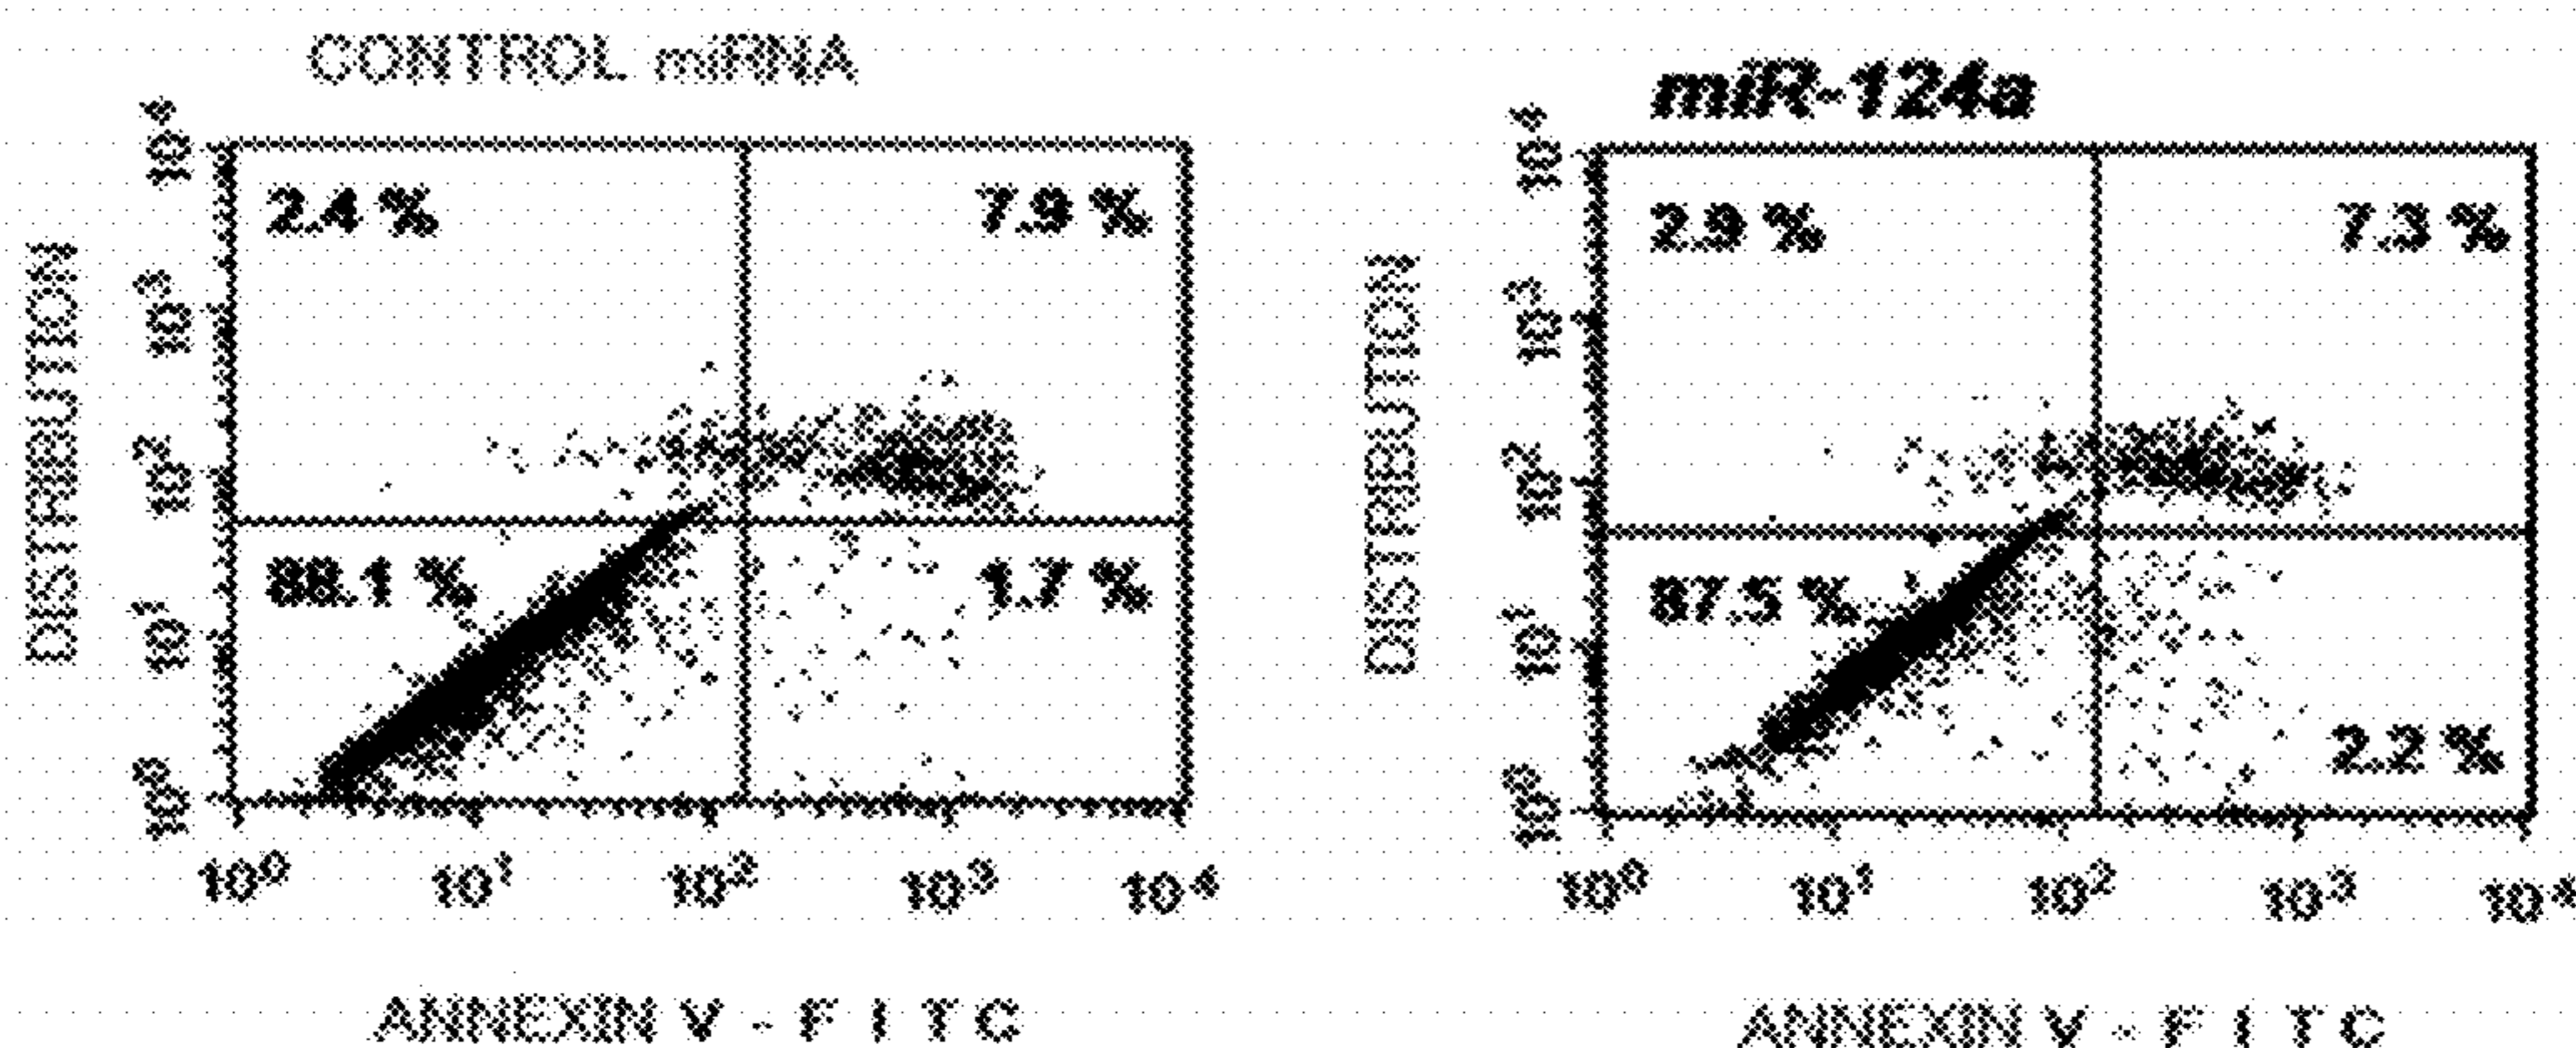 CONTROL miRNA
DISTRIBUTION
10⁴
10³
10²
10¹
10⁰
2.4 %
7.9 %
88.1 %
1.7 %
10⁰ 10¹ 10² 10³ 10⁴
ANNEXIN V - F I T C
miR-124a
DISTRIBUTION
10⁴
10³
10²
10¹
10⁰
2.9 %
7.3 %
87.5 %
2.2 %
10⁰ 10¹ 10² 10³ 10⁴
ANNEXIN V - F I T C